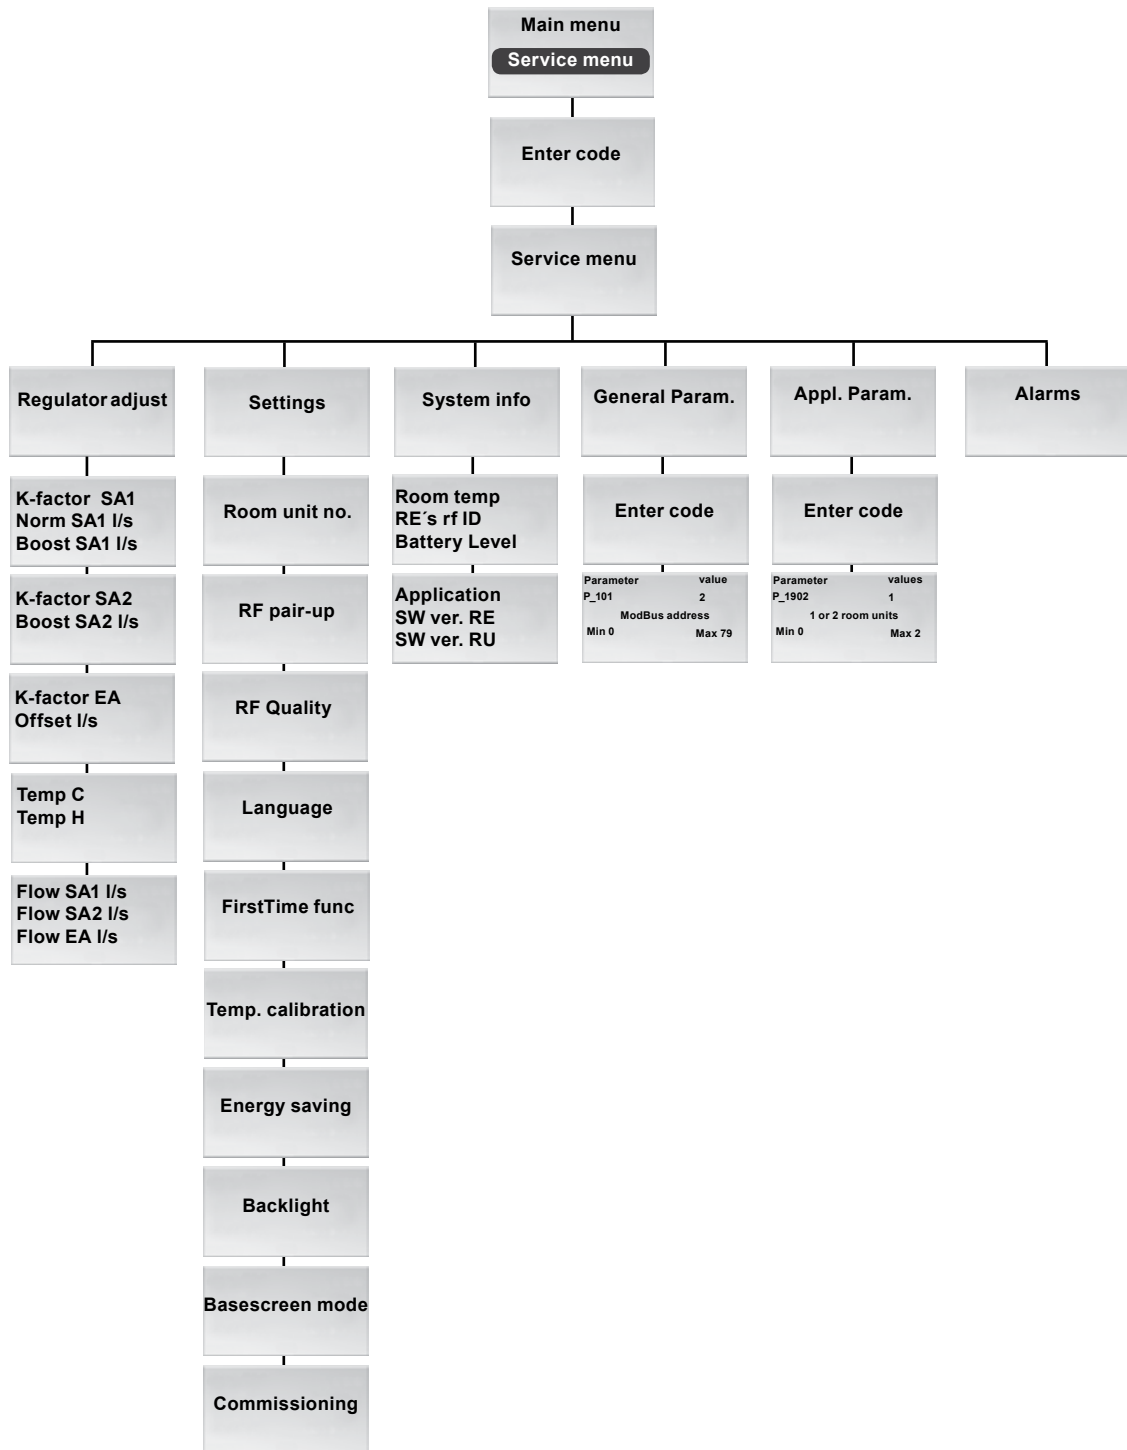 Main menu
Service menu
Enter code
Service menu
Regulator adjust
K-factor  SA1
Norm SA1 l/s
Boost SA1 l/s
K-factor SA2
Boost SA2 l/s
K-factor EA
Offset l/s
Temp C
Temp H
Flow SA1 l/s
Flow SA2 l/s
Flow EA l/s
Settings
Room unit no.
RF pair-up
RF Quality
Language
FirstTime func
Temp. calibration
Energy saving
Backlight
Basescreen mode
Commissioning
System info
Room temp
RE´s rf ID
Battery Level
Application
SW ver. RE
SW ver. RU
General Param.
Enter code
Parameter value
P_101 2
ModBus address
Min 0 Max 79
Appl. Param.
Enter code
Parameter values
P_1902 1
1 or 2 room units
Min 0 Max 2
Alarms